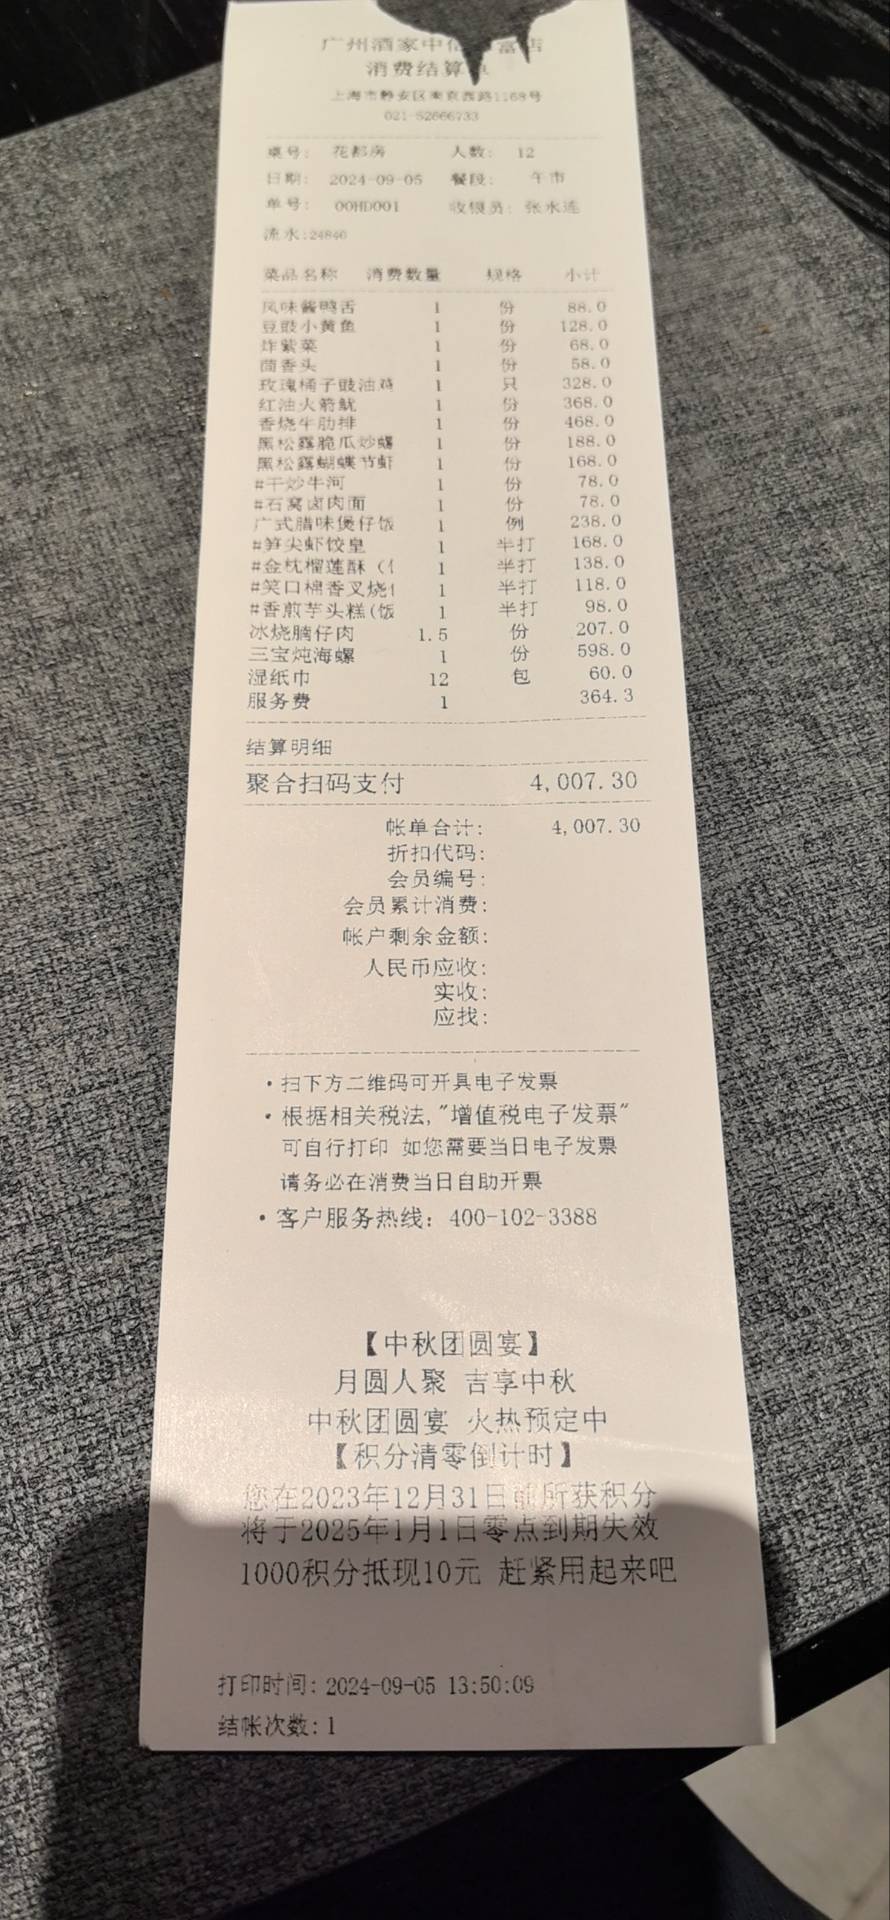 广州酒家中信 富店
消费结算
上海市静安区南京西路1168号
021-52666733
桌号: 花都房 人数: 12
日期: 2024-09-05 餐段: 午市
单号: 00HD001 收银员: 张水莲
流水:24846
菜品名称 消费数量 规格 小计
风味酱鸭舌 1 份 88.0
豆豉小黄鱼 1 份 128.0
炸紫菜 1 份 68.0
茴香头 1 份 58.0
玫瑰桶子豉油鸡 1 只 328.0
红油火箭鱿 1 份 368.0
香烧牛肋排 1 份 468.0
黑松露脆瓜炒螺 1 份 188.0
黑松露蝴蝶节虾 1 份 168.0
#干炒牛河 1 份 78.0
#石窝卤肉面 1 份 78.0
广式腊味煲仔饭 1 例 238.0
#笋尖虾饺皇 1 半打 168.0
#金枕榴莲酥 ( 1 半打 138.0
#笑口棉香叉烧 1 半打 118.0
#香煎芋头糕(饭 1 半打 98.0
冰烧腩仔肉 1.5 份 207.0
三宝炖海螺 1 份 598.0
湿纸巾 12 包 60.0
服务费 1 364.3
结算明细
聚合扫码支付 4,007.30
帐单合计: 4,007.30
折扣代码:
会员编号:
会员累计消费:
帐户剩余金额:
人民币应收:
实收:
应找:
·扫下方二维码可开具电子发票
·根据相关税法,"增值税电子发票"
可自行打印 如您需要当日电子发票
请务必在消费当日自助开票
·客户服务热线: 400-102-3388
【中秋团圆宴】
月圆人聚 吉享中秋
中秋团圆宴 火热预定中
【积分清零倒计时】
您在2023年12月31日前所获积分
将于2025年1月1日零点到期失效
1000积分抵现10元 赶紧用起来吧
打印时间: 2024-09-05 13:50:09
结帐次数: 1